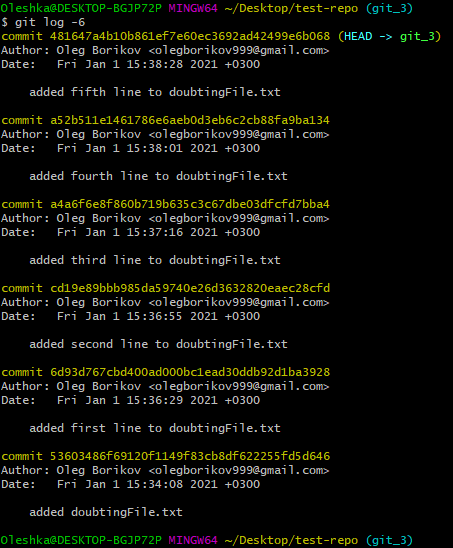 Oleshka@DESKTOP-BGJP72P MINGW64 ~/Desktop/test-repo (git_3)
$ git log -6
commit 481647a4b10b861ef7e60ec3692ad42499e6b068 (HEAD -> git_3)
Author: Oleg Borikov <olegborikov999@gmail.com>
Date:   Fri Jan 1 15:38:28 2021 +0300

    added fifth line to doubtingFile.txt

commit a52b511e1461786e6aeb0d3eb6c2cb88fa9ba134
Author: Oleg Borikov <olegborikov999@gmail.com>
Date:   Fri Jan 1 15:38:01 2021 +0300

    added fourth line to doubtingFile.txt

commit a4a6f6e8f860b719b635c3c67dbe03dfcfd7bba4
Author: Oleg Borikov <olegborikov999@gmail.com>
Date:   Fri Jan 1 15:37:16 2021 +0300

    added third line to doubtingFile.txt

commit cd19e89bbb985da59740e26d3632820eaec28cfd
Author: Oleg Borikov <olegborikov999@gmail.com>
Date:   Fri Jan 1 15:36:55 2021 +0300

    added second line to doubtingFile.txt

commit 6d93d767cbd400ad000bc1ead30ddb92d1ba3928
Author: Oleg Borikov <olegborikov999@gmail.com>
Date:   Fri Jan 1 15:36:29 2021 +0300

    added first line to doubtingFile.txt

commit 53603486f69120f1149f83cb8df622255fd5d646
Author: Oleg Borikov <olegborikov999@gmail.com>
Date:   Fri Jan 1 15:34:08 2021 +0300

    added doubtingFile.txt

Oleshka@DESKTOP-BGJP72P MINGW64 ~/Desktop/test-repo (git_3)